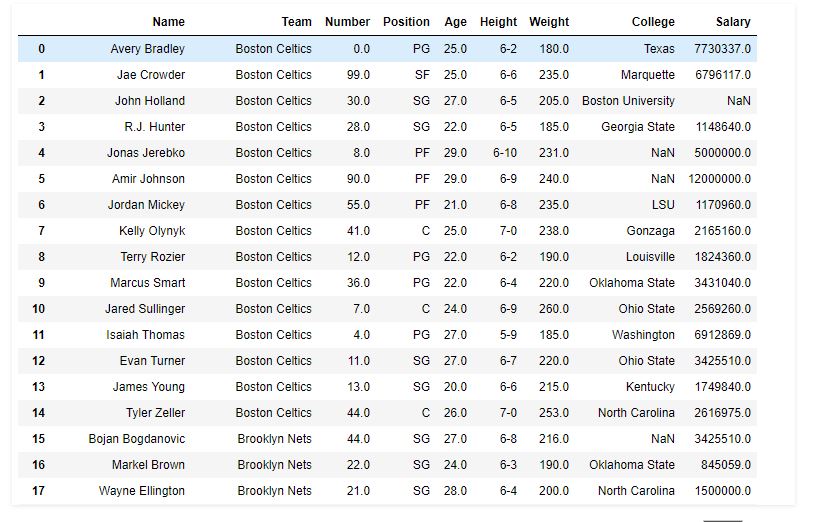 Name Team Number Position Age Height Weight College Salary
0 Avery Bradley Boston Celtics 0.0 PG 25.0 6-2 180.0 Texas 7730337.0
1 Jae Crowder Boston Celtics 99.0 SF 25.0 6-6 235.0 Marquette 6796117.0
2 John Holland Boston Celtics 30.0 SG 27.0 6-5 205.0 Boston University NaN
3 R.J. Hunter Boston Celtics 28.0 SG 22.0 6-5 185.0 Georgia State 1148640.0
4 Jonas Jerebko Boston Celtics 8.0 PF 29.0 6-10 231.0 NaN 5000000.0
5 Amir Johnson Boston Celtics 90.0 PF 29.0 6-9 240.0 NaN 12000000.0
6 Jordan Mickey Boston Celtics 55.0 PF 21.0 6-8 235.0 LSU 1170960.0
7 Kelly Olynyk Boston Celtics 41.0 C 25.0 7-0 238.0 Gonzaga 2165160.0
8 Terry Rozier Boston Celtics 12.0 PG 22.0 6-2 190.0 Louisville 1824360.0
9 Marcus Smart Boston Celtics 36.0 PG 22.0 6-4 220.0 Oklahoma State 3431040.0
10 Jared Sullinger Boston Celtics 7.0 C 24.0 6-9 260.0 Ohio State 2569260.0
11 Isaiah Thomas Boston Celtics 4.0 PG 27.0 5-9 185.0 Washington 6912869.0
12 Evan Turner Boston Celtics 11.0 SG 27.0 6-7 220.0 Ohio State 3425510.0
13 James Young Boston Celtics 13.0 SG 20.0 6-6 215.0 Kentucky 1749840.0
14 Tyler Zeller Boston Celtics 44.0 C 26.0 7-0 253.0 North Carolina 2616975.0
15 Bojan Bogdanovic Brooklyn Nets 44.0 SG 27.0 6-8 216.0 NaN 3425510.0
16 Markel Brown Brooklyn Nets 22.0 SG 24.0 6-3 190.0 Oklahoma State 845059.0
17 Wayne Ellington Brooklyn Nets 21.0 SG 28.0 6-4 200.0 North Carolina 1500000.0